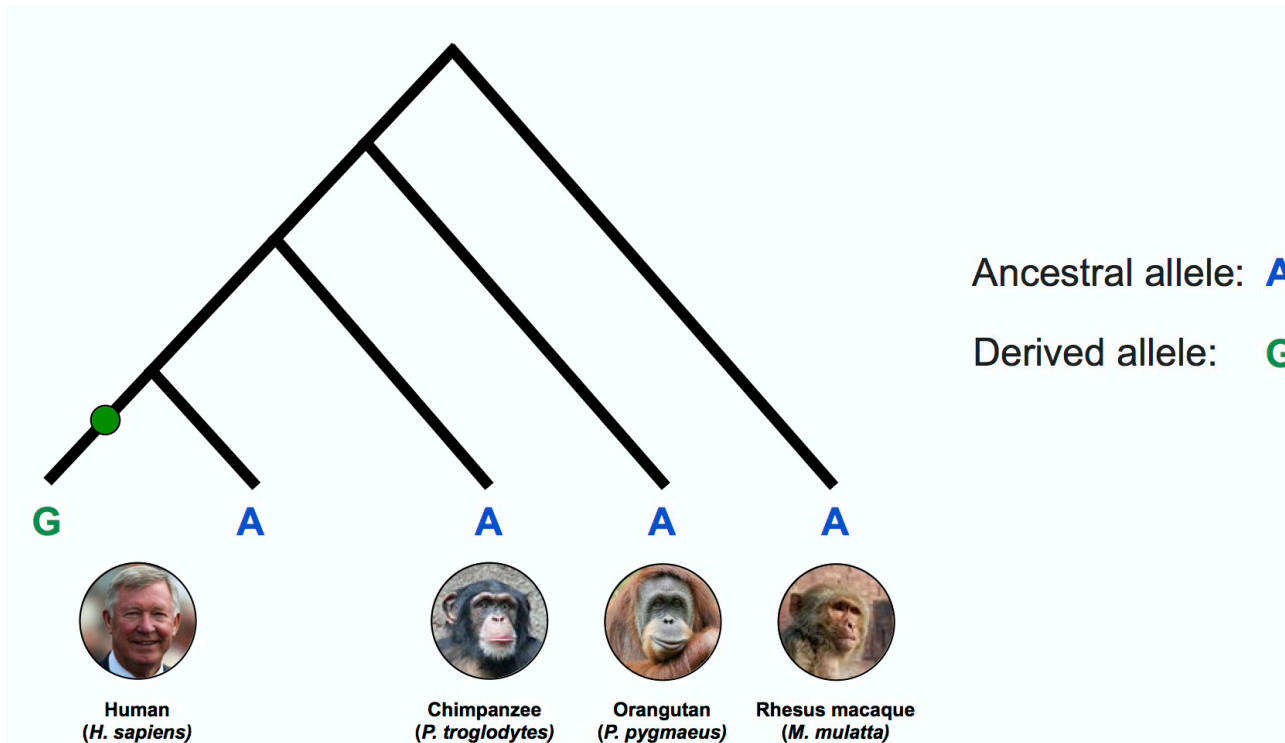 Ancestral allele: A
Derived allele: G
G A A A A
Human
(H. sapiens)
Chimpanzee
(P. troglodytes)
Orangutan
(P. pygmaeus)
Rhesus macaque
(M. mulatta)